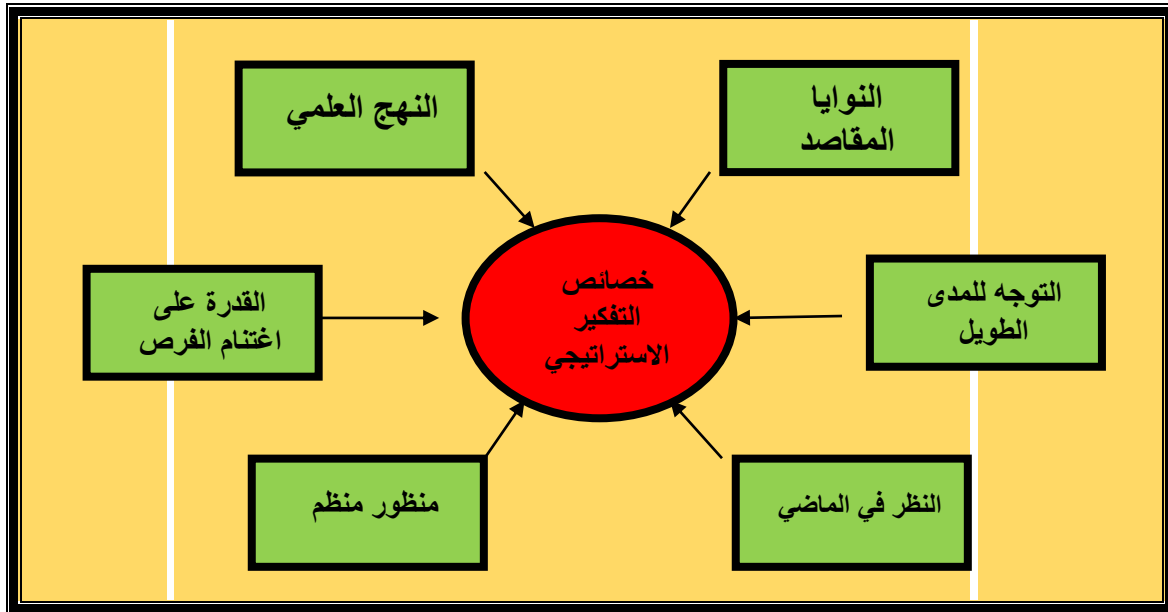 النوايا
المقاصد
النهج العلمي
التوجه للمدى
الطويل
خصائص
التفكير
الاستراتيجي
القدرة على
اغتنام الفرص
النظر في الماضي
منظور منظم